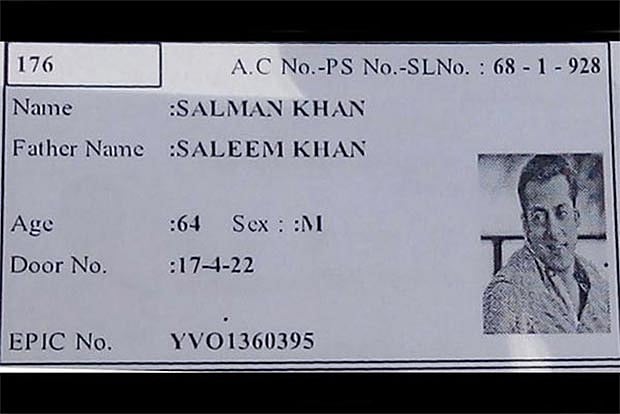 176 A.C No.-PS No.-SLNo. : 68 - 1 - 928
Name :SALMAN KHAN
Father Name :SALEEM KHAN
Age :64 Sex : :M
Door No. :17-4-22
EPIC No. YVO1360395